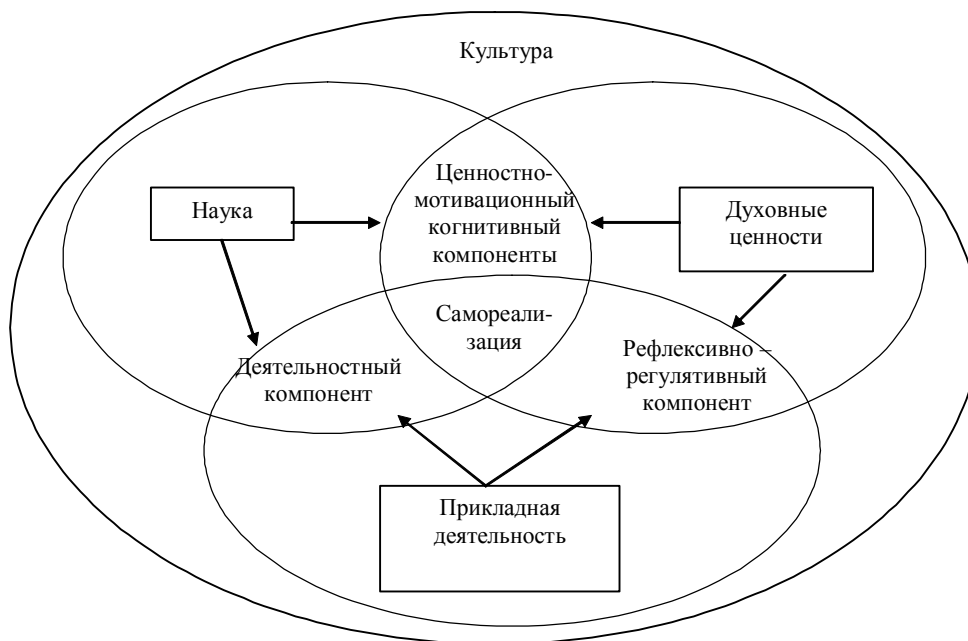 Культура
Ценностно-
мотивационный
когнитивный
компоненты
Наука
Духовные
ценности
Самореали-
зация
Деятельностный
компонент
Рефлексивно –
регулятивный
компонент
Прикладная
деятельность